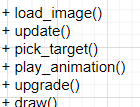 + load_image()
+ update()
+ pick_target()
+ play_animation()
+ upgrade()
+ draw()